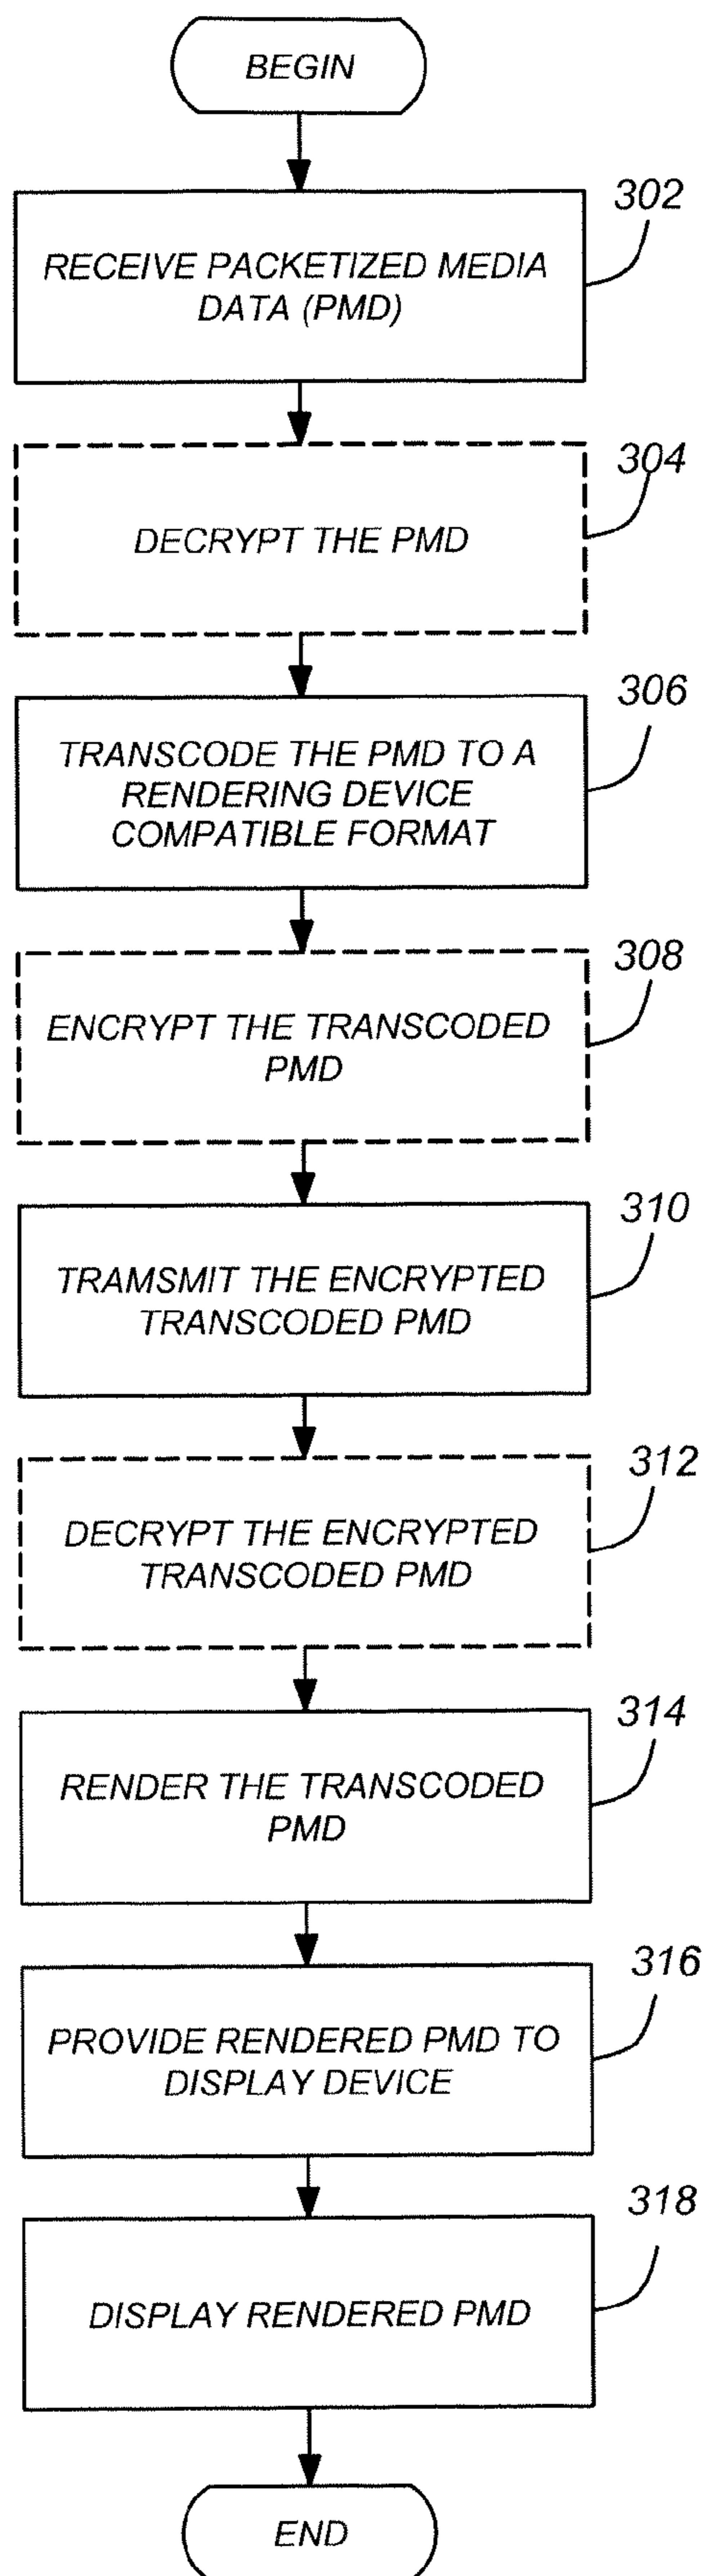 BEGIN
302
RECEIVE PACKETIZED MEDIA
DATA (PMD)
304
DECRYPT THE PMD
306
TRANSCODE THE PMD TO A
RENDERING DEVICE
COMPATIBLE FORMAT
308
ENCRYPT THE TRANSCODED
PMD
310
TRAMSMIT THE ENCRYPTED
TRANSCODED PMD
312
DECRYPT THE ENCRYPTED
TRANSCODED PMD
314
RENDER THE TRANSCODED
PMD
316
PROVIDE RENDERED PMD TO
DISPLAY DEVICE
318
DISPLAY RENDERED PMD
END